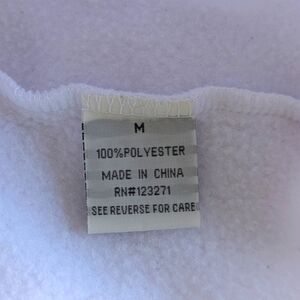 M
100%POLYESTER
MADE IN CHINA
RN#123271
SEE REVERSE FOR CARE